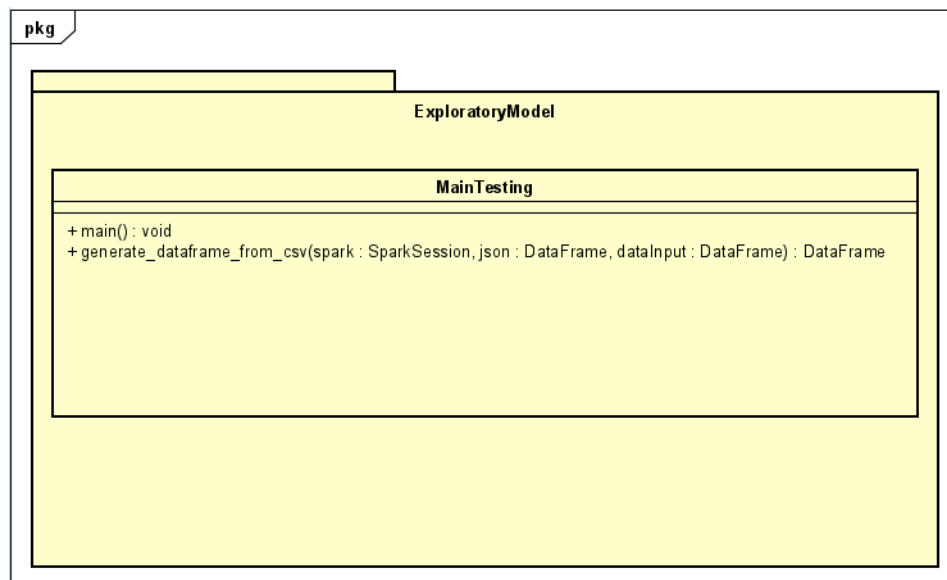 pkg
ExploratoryModel
MainTesting
+ main() : void
+ generate_dataframe_from_csv(spark : SparkSession, json : DataFrame, dataInput : DataFrame) : DataFrame